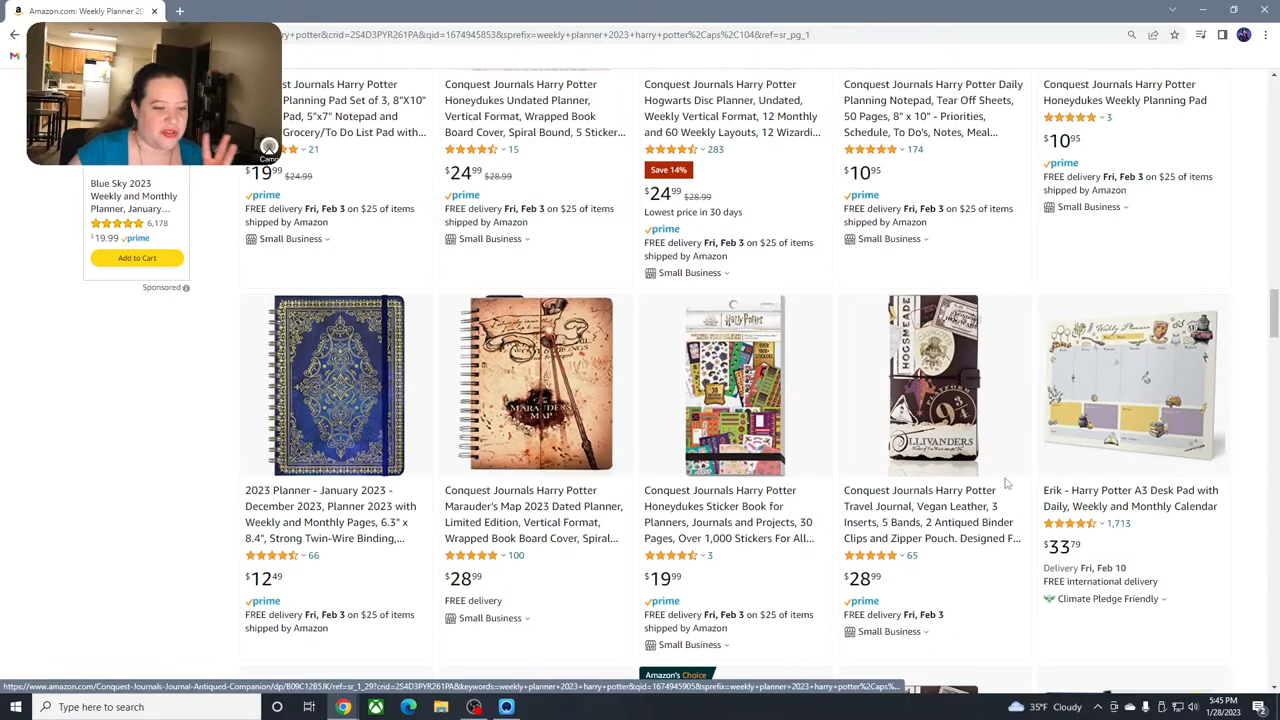 Amazon.com: Weekly Planner 20
ry+potter&crid=2S4D3PYR261PA&qid=1674945853&sprefix=weekly+planner+2023+harry+potter%2Caps%2C104&ref=sr_pg_1
Camo
Blue Sky 2023
Weekly and Monthly
Planner, January…
6,178
$19.99 prime
Add to Cart
Sponsored
est Journals Harry Potter
Planning Pad Set of 3, 8"X10"
Pad, 5"x7" Notepad and
Grocery/To Do List Pad with…
21
$19.99 $24.99
prime
FREE delivery Fri, Feb 3 on $25 of items
shipped by Amazon
Small Business
Conquest Journals Harry Potter
Honeydukes Undated Planner,
Vertical Format, Wrapped Book
Board Cover, Spiral Bound, 5 Sticker…
15
$24.99 $28.99
prime
FREE delivery Fri, Feb 3 on $25 of items
shipped by Amazon
Small Business
Conquest Journals Harry Potter
Hogwarts Disc Planner, Undated,
Weekly Vertical Format, 12 Monthly
and 60 Weekly Layouts, 12 Wizardi…
283
Save 14%
$24.99 $28.99
Lowest price in 30 days
prime
FREE delivery Fri, Feb 3 on $25 of items
shipped by Amazon
Small Business
Conquest Journals Harry Potter Daily
Planning Notepad, Tear Off Sheets,
50 Pages, 8" x 10" - Priorities,
Schedule, To Do's, Notes, Meal…
174
$10.95
prime
FREE delivery Fri, Feb 3 on $25 of items
shipped by Amazon
Small Business
Conquest Journals Harry Potter
Honeydukes Weekly Planning Pad
3
$10.95
prime
FREE delivery Fri, Feb 3 on $25 of items
shipped by Amazon
Small Business
MARAUDER'S
MAP
Harry Potter
HOGSMEADE
PLATFORM
9 3/4
OLLIVANDERS
Weekly Planner
2023 Planner - January 2023 -
December 2023, Planner 2023 with
Weekly and Monthly Pages, 6.3" x
8.4", Strong Twin-Wire Binding,…
66
$12.49
prime
FREE delivery Fri, Feb 3 on $25 of items
shipped by Amazon
Conquest Journals Harry Potter
Marauder's Map 2023 Dated Planner,
Limited Edition, Vertical Format,
Wrapped Book Board Cover, Spiral…
100
$28.99
FREE delivery
Small Business
Conquest Journals Harry Potter
Honeydukes Sticker Book for
Planners, Journals and Projects, 30
Pages, Over 1,000 Stickers For All…
3
$19.99
prime
FREE delivery Fri, Feb 3 on $25 of items
shipped by Amazon
Small Business
Conquest Journals Harry Potter
Travel Journal, Vegan Leather, 3
Inserts, 5 Bands, 2 Antiqued Binder
Clips and Zipper Pouch. Designed F…
65
$28.99
prime
FREE delivery Fri, Feb 3
Small Business
Erik - Harry Potter A3 Desk Pad with
Daily, Weekly and Monthly Calendar
1,713
$33.79
Delivery Fri, Feb 10
FREE international delivery
Climate Pledge Friendly
Amazon's Choice
https://www.amazon.com/Conquest-Journals-Journal-Antiqued-Companion/dp/B09C12B5JK/ref=sr_1_29?crid=2S4D3PYR261PA&keywords=weekly+planner+2023+harry+potter&qid=1674945905&sprefix=weekly+planner+2023+harry+potter%2Caps...
Type here to search
35°F Cloudy
5:45 PM
1/28/2023
2